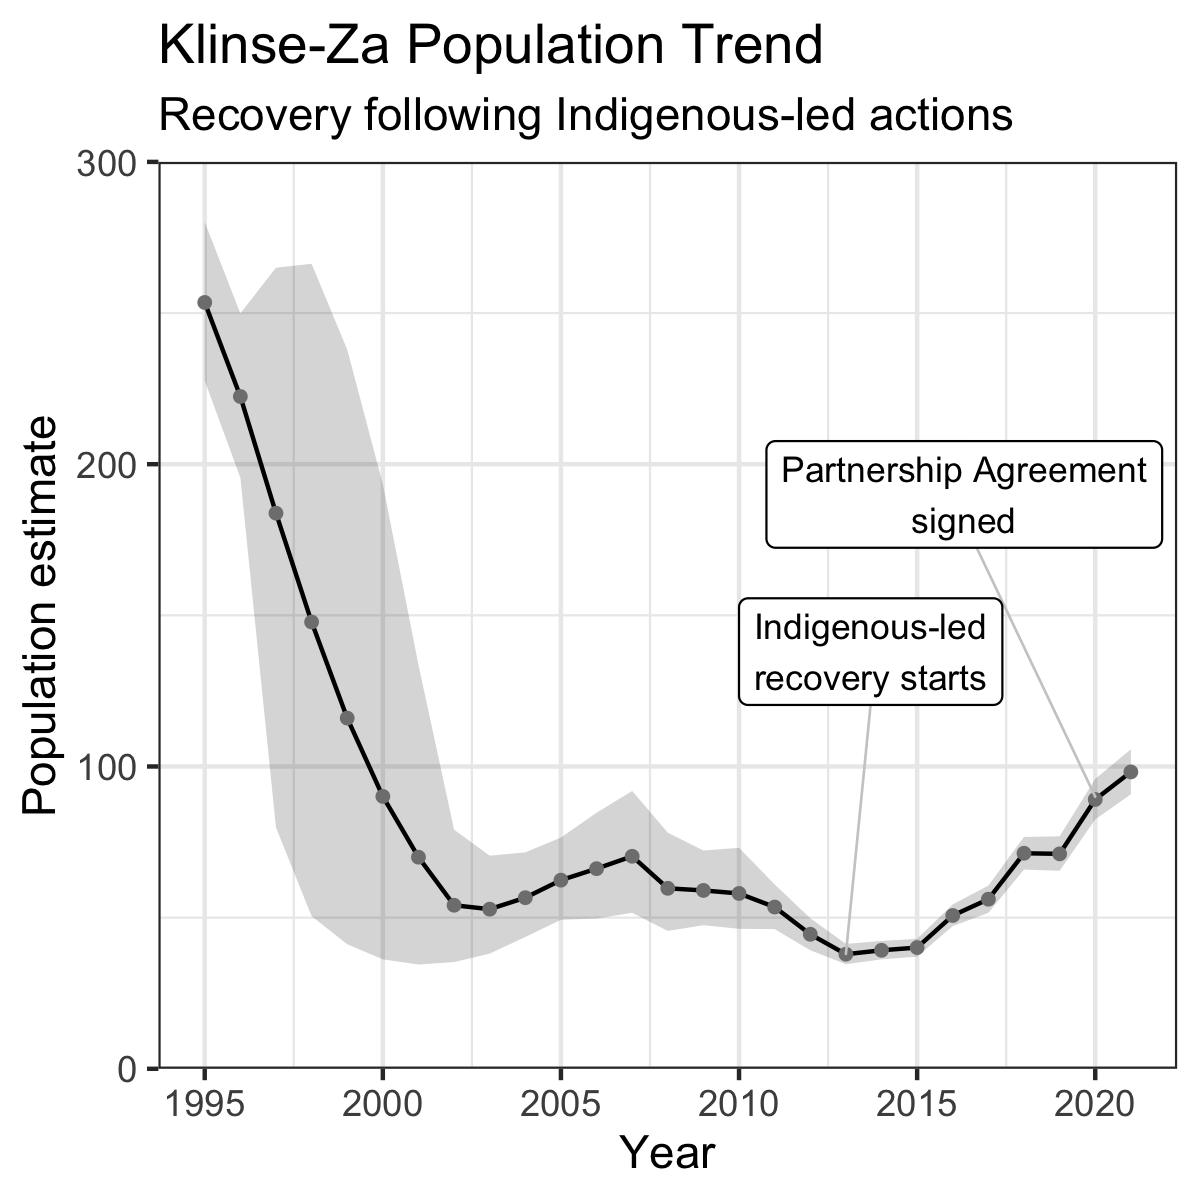 Klinse-Za Population Trend
Recovery following Indigenous-led actions
300
200
100
0
Population estimate
Partnership Agreement
signed
Indigenous-led
recovery starts
1995 2000 2005 2010 2015 2020
Year